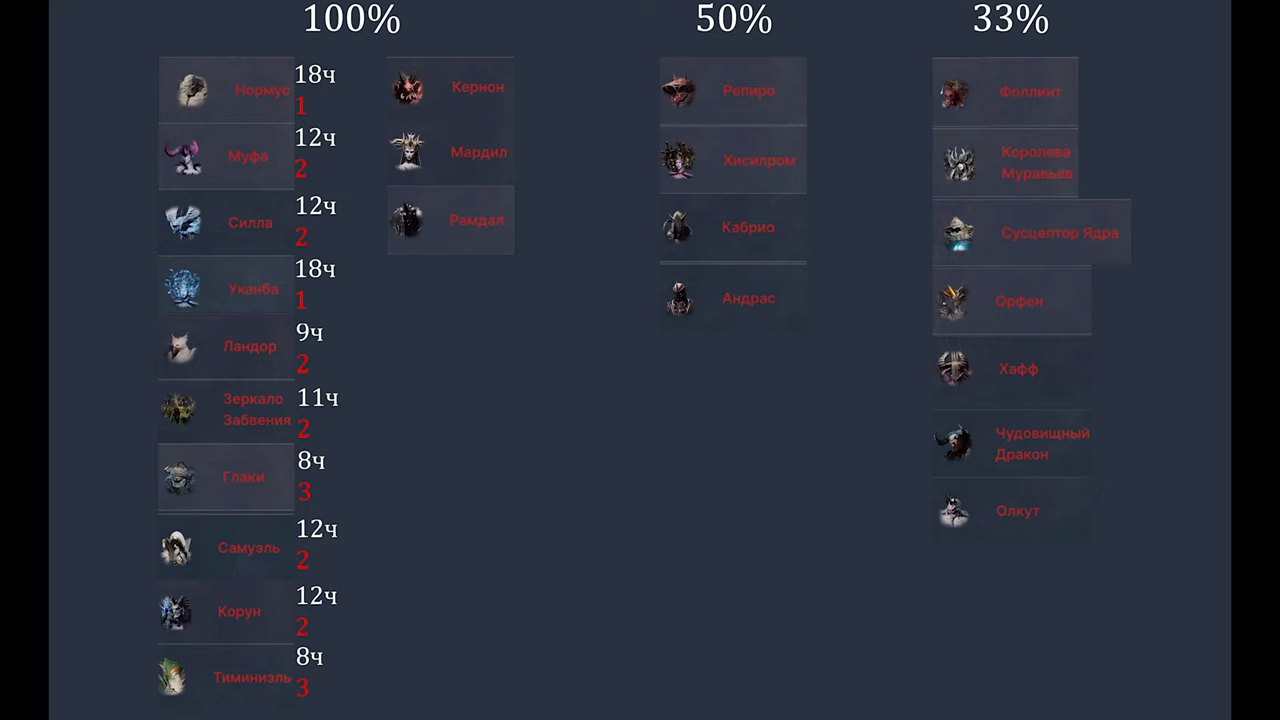 100%
Нормус
18ч
1
Муфа
12ч
2
Силла
12ч
2
Уканба
18ч
1
Ландор
9ч
2
Зеркало
Забвения
11ч
2
Глаки
8ч
3
Самуэль
12ч
2
Корун
12ч
2
Тиминиэль
8ч
3
Кернон
Мардил
Рамдал
50%
Репиро
Хисилром
Кабрио
Андрас
33%
Фоллинт
Королева
Муравьев
Сусцептор Ядра
Орфен
Хафф
Чудовищный
Дракон
Олкут